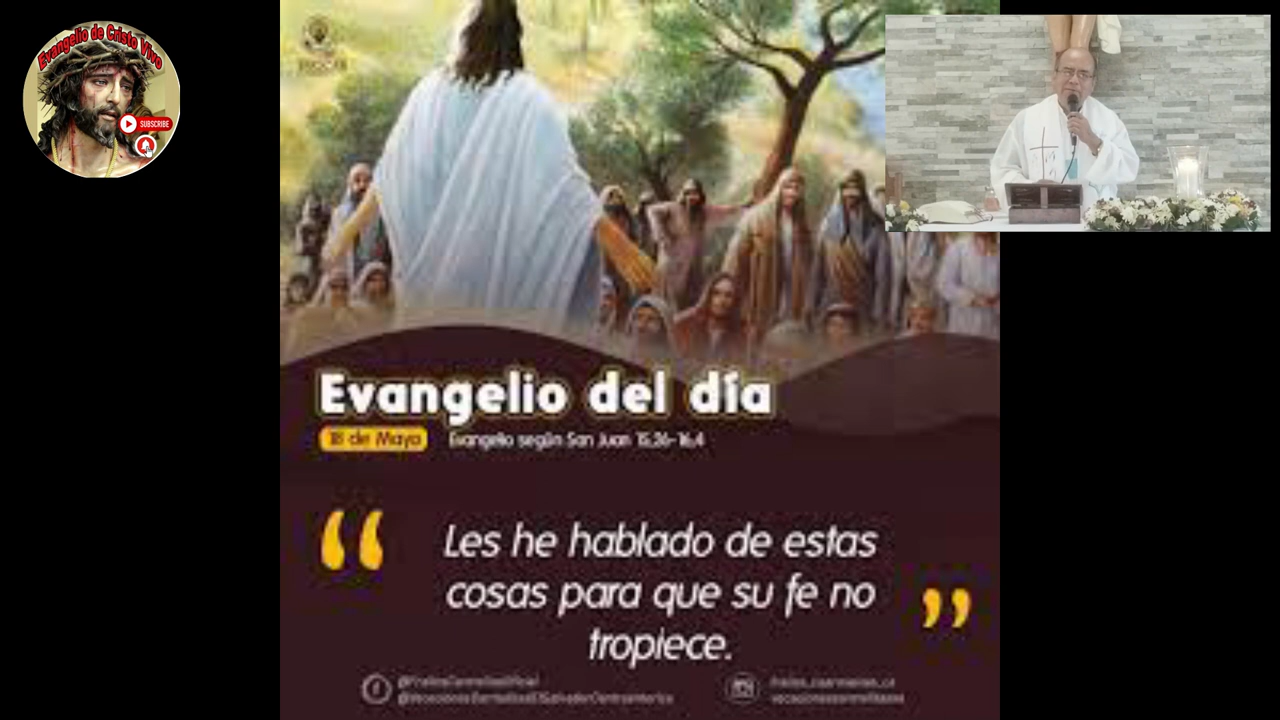 Evangelio de Cristo Vivo
SUBSCRIBE
Evangelio del día
18 de Mayo
Evangelio según San Juan 15,26-16,4
“
Les he hablado de estas
cosas para que su fe no
tropiece.
”